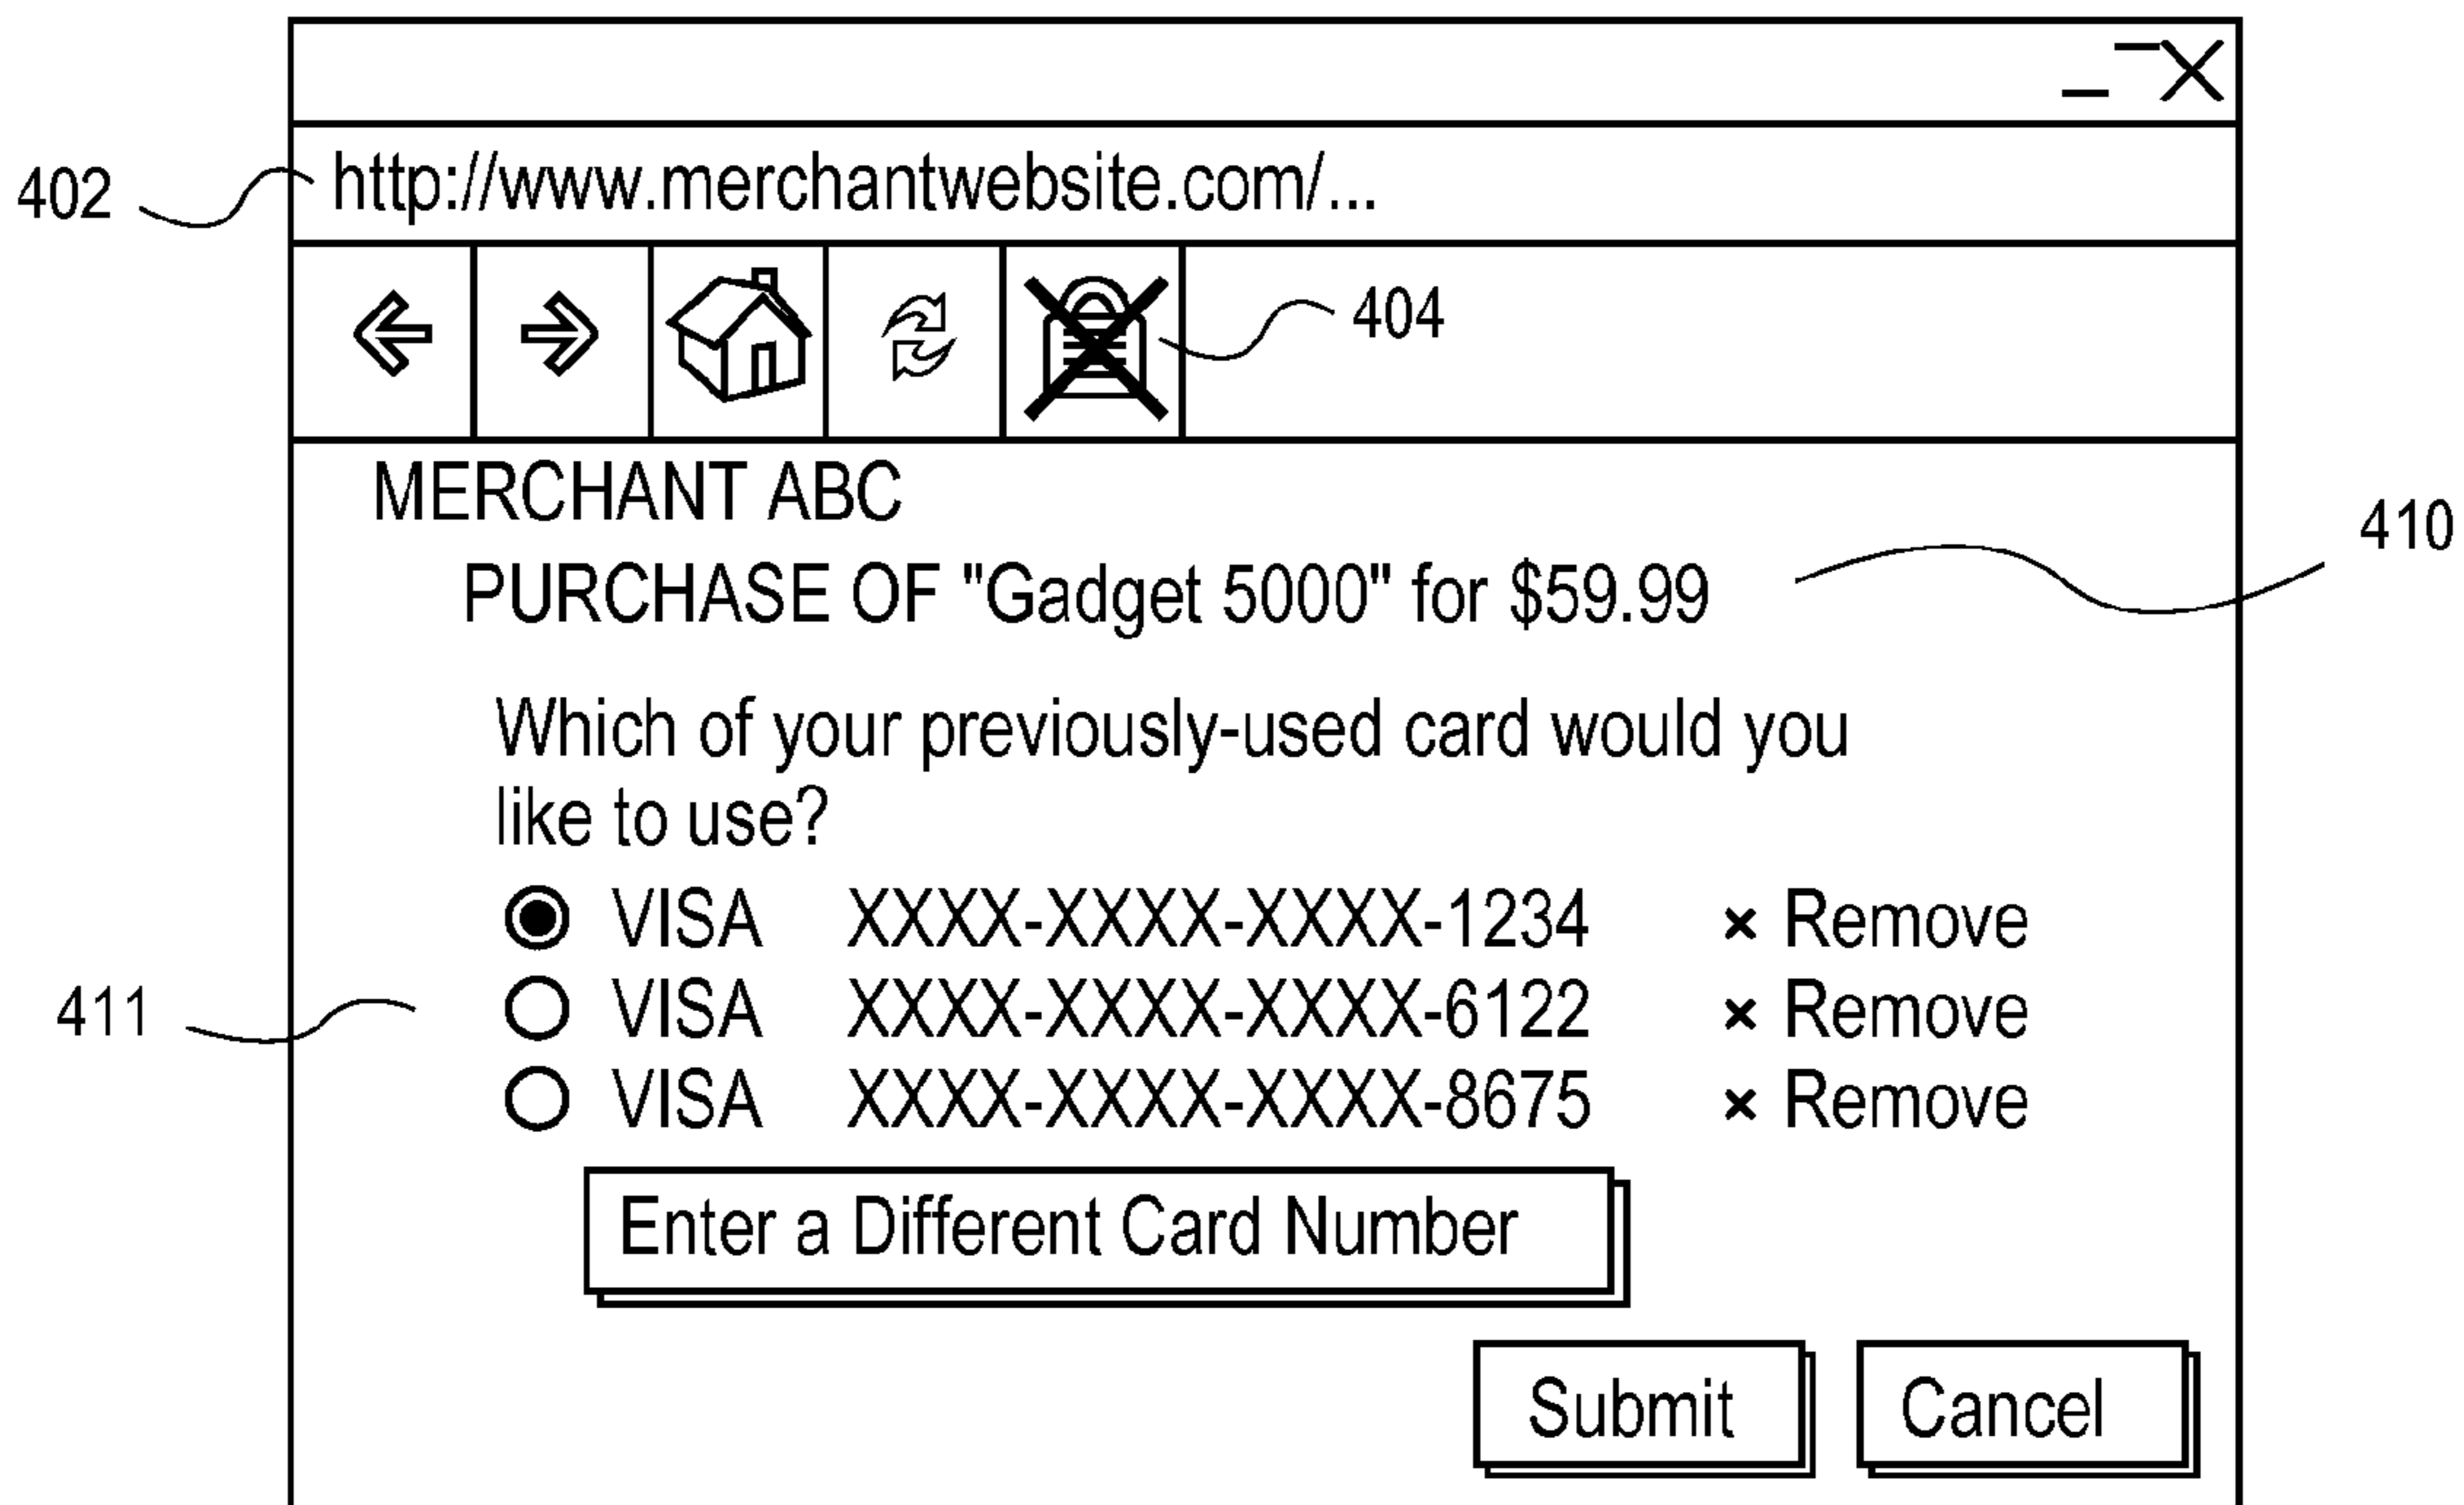 402
http://www.merchantwebsite.com/...
404
MERCHANT ABC
410
PURCHASE OF "Gadget 5000" for $59.99
Which of your previously-used card would you
like to use?
VISA XXXX-XXXX-XXXX-1234 × Remove
411
VISA XXXX-XXXX-XXXX-6122 × Remove
VISA XXXX-XXXX-XXXX-8675 × Remove
Enter a Different Card Number
Submit Cancel